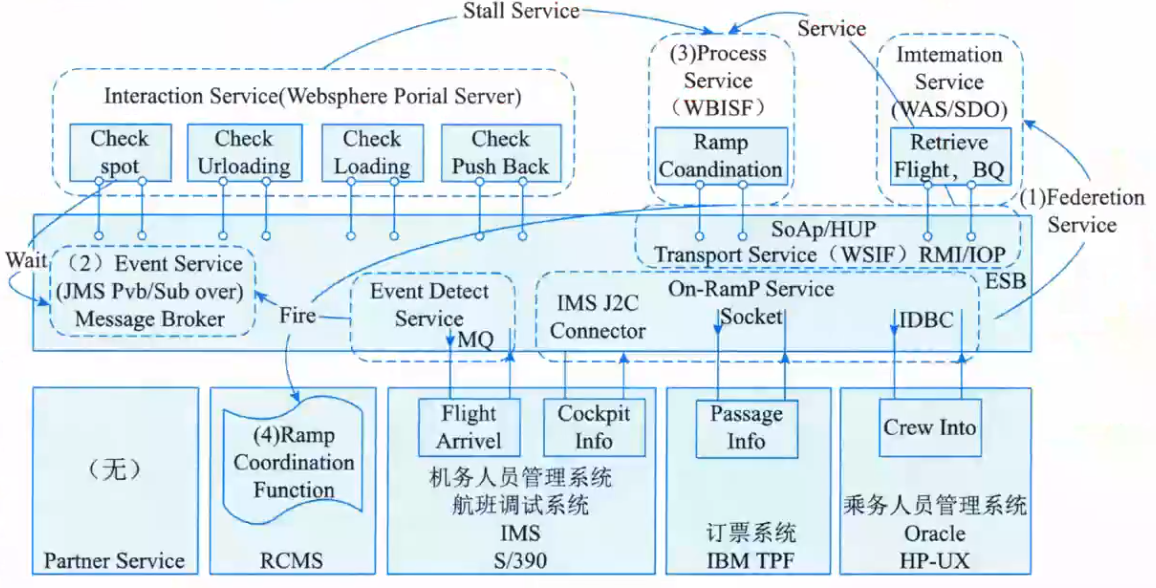 Stall Service
Service
(3)Process
Service
(WBISF)
Imtemation
Service
(WAS/SDO)
Interaction Service(Websphere Porial Server)
Check
spot
Check
Urloading
Check
Loading
Check
Push Back
Ramp
Coandination
Retrieve
Flight，BQ
(1)Federetion
Service
SoAp/HUP
Transport Service（WSIF）RMI/IOP
ESB
Wait
（2）Event Service
(JMS Pvb/Sub over)
Message Broker
Fire
Event Detect
Service
MQ
IMS J2C
Connector
On-RamP Service
Socket
IDBC
（无）
Partner Service
(4)Ramp
Coordination
Function
RCMS
Flight
Arrivel
Cockpit
Info
机务人员管理系统
航班调试系统
IMS
S/390
Passage
Info
订票系统
IBM TPF
Crew Into
乘务人员管理系统
Oracle
HP-UX